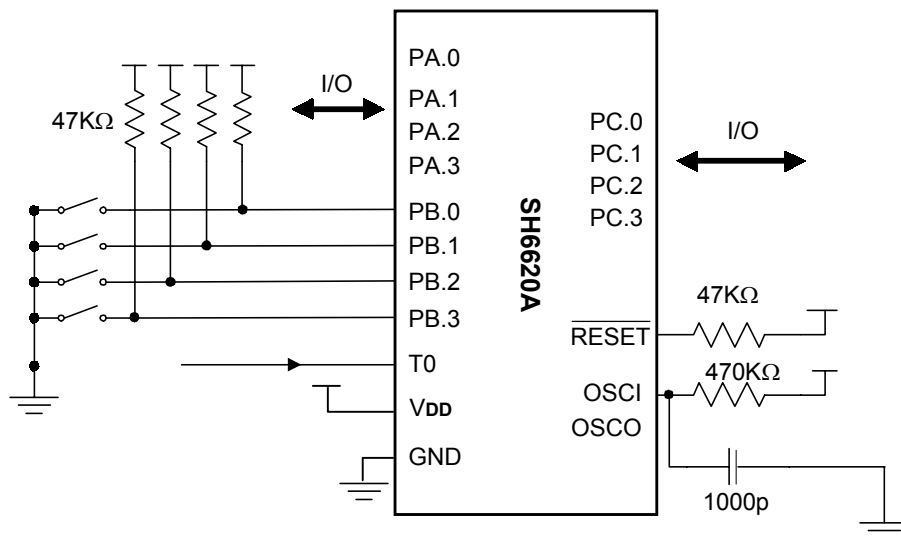 PA.0
I/O
PA.1
47KΩ
PA.2
PA.3
PC.0
I/O
PC.1
PC.2
PC.3
PB.0
PB.1
PB.2
PB.3
SH6620A
47KΩ
RESET
T0
470KΩ
OSCI
VDD
OSCO
GND
1000p